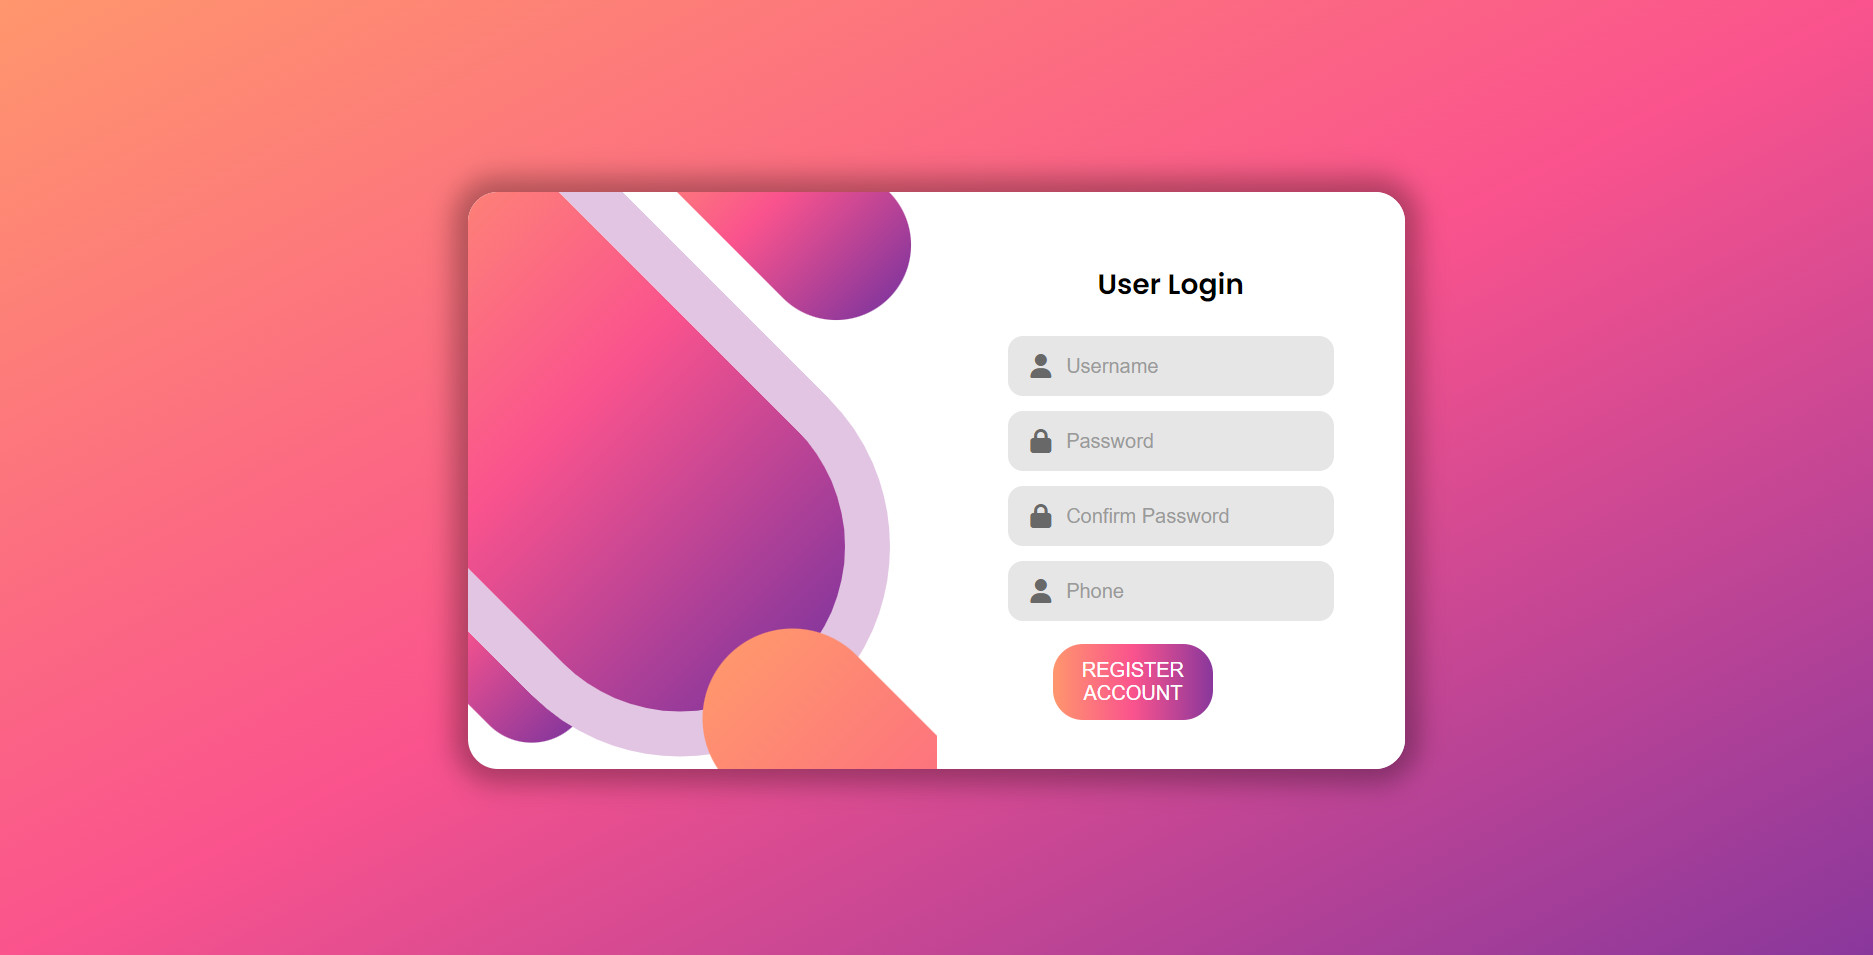 User Login
Username
Password
Confirm Password
Phone
REGISTER
ACCOUNT